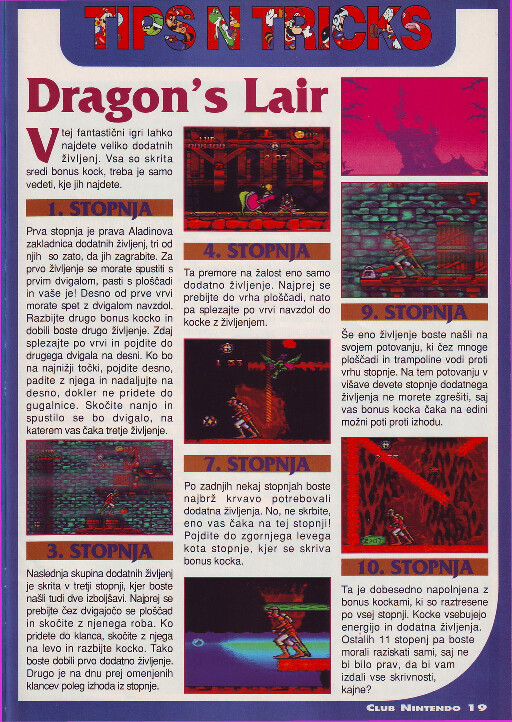 TIPS N TRICKS
Dragon's Lair
V tej fantastični igri lahko
najdete veliko dodatnih
življenj. Vsa so skrita
sredi bonus kock, treba je samo
vedeti, kje jih najdete.
1. STOPNJA
Prva stopnja je prava Aladinova
zakladnica dodatnih življenj, tri od
njih so zato, da jih zagrabite. Za
prvo življenje se morate spustiti s
prvim dvigalom, pasti s ploščadi
in vaše je! Desno od prve vrvi
morate spet z dvigalom navzdol.
Razbijte drugo bonus kocko in
dobili boste drugo življenje. Zdaj
splezajte po vrvi in pojdite do
drugega dvigala na desni. Ko bo
na najnižji točki, pojdite desno,
padite z njega in nadaljujte na
desno, dokler ne pridete do
gugalnice. Skočite nanjo in
spustilo se bo dvigalo, na
katerem vas čaka tretje življenje.
3. STOPNJA
Naslednja skupina dodatnih življenj
je skrita v tretji stopnji, kjer boste
našli tudi dve izboljšavi. Najprej se
prebijte čez dvigajočo se ploščad
in skočite z njenega roba. Ko
pridete do klanca, skočite z njega
na levo in razbijte kocko. Tako
boste dobili prvo dodatno življenje.
Drugo je na dnu prej omenjenih
klancev poleg izhoda iz stopnje.
4. STOPNJA
Ta premore na žalost eno samo
dodatno življenje. Najprej se
prebijte do vrha ploščadi, nato
pa splezajte po vrvi navzdol do
kocke z življenjem.
7. STOPNJA
Po zadnjih nekaj stopnjah boste
najbrž krvavo potrebovali
dodatna življenja. No, ne skrbite,
eno vas čaka na tej stopnji!
Pojdite do zgornjega levega
kota stopnje, kjer se skriva
bonus kocka.
9. STOPNJA
Še eno življenje boste našli na
svojem potovanju, ki čez mnoge
ploščadi in trampoline vodi proti
vrhu stopnje. Na tem potovanju v
višave devete stopnje dodatnega
življenja ne morete zgrešiti, saj
vas bonus kocka čaka na edini
možni poti proti izhodu.
10. STOPNJA
Ta je dobesedno napolnjena z
bonus kockami, ki so raztresene
po vsej stopnji. Kocke vsebujejo
energijo in dodatna življenja.
Ostalih 11 stopenj pa boste
morali raziskati sami, saj ne
bi bilo prav, da bi vam
izdali vse skrivnosti,
kajne?
CLUB NINTENDO 19